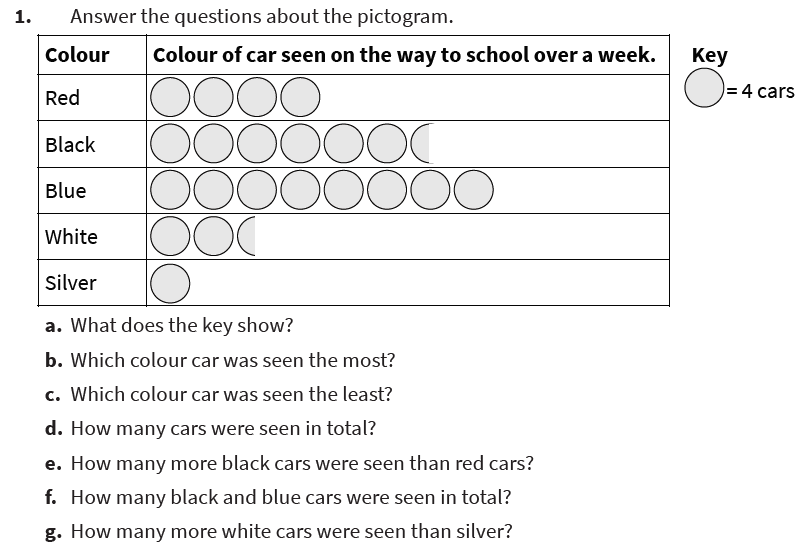 1. Answer the questions about the pictogram.
Colour Colour of car seen on the way to school over a week. Key
= 4 cars
Red
Black
Blue
White
Silver
a. What does the key show?
b. Which colour car was seen the most?
c. Which colour car was seen the least?
d. How many cars were seen in total?
e. How many more black cars were seen than red cars?
f. How many black and blue cars were seen in total?
g. How many more white cars were seen than silver?